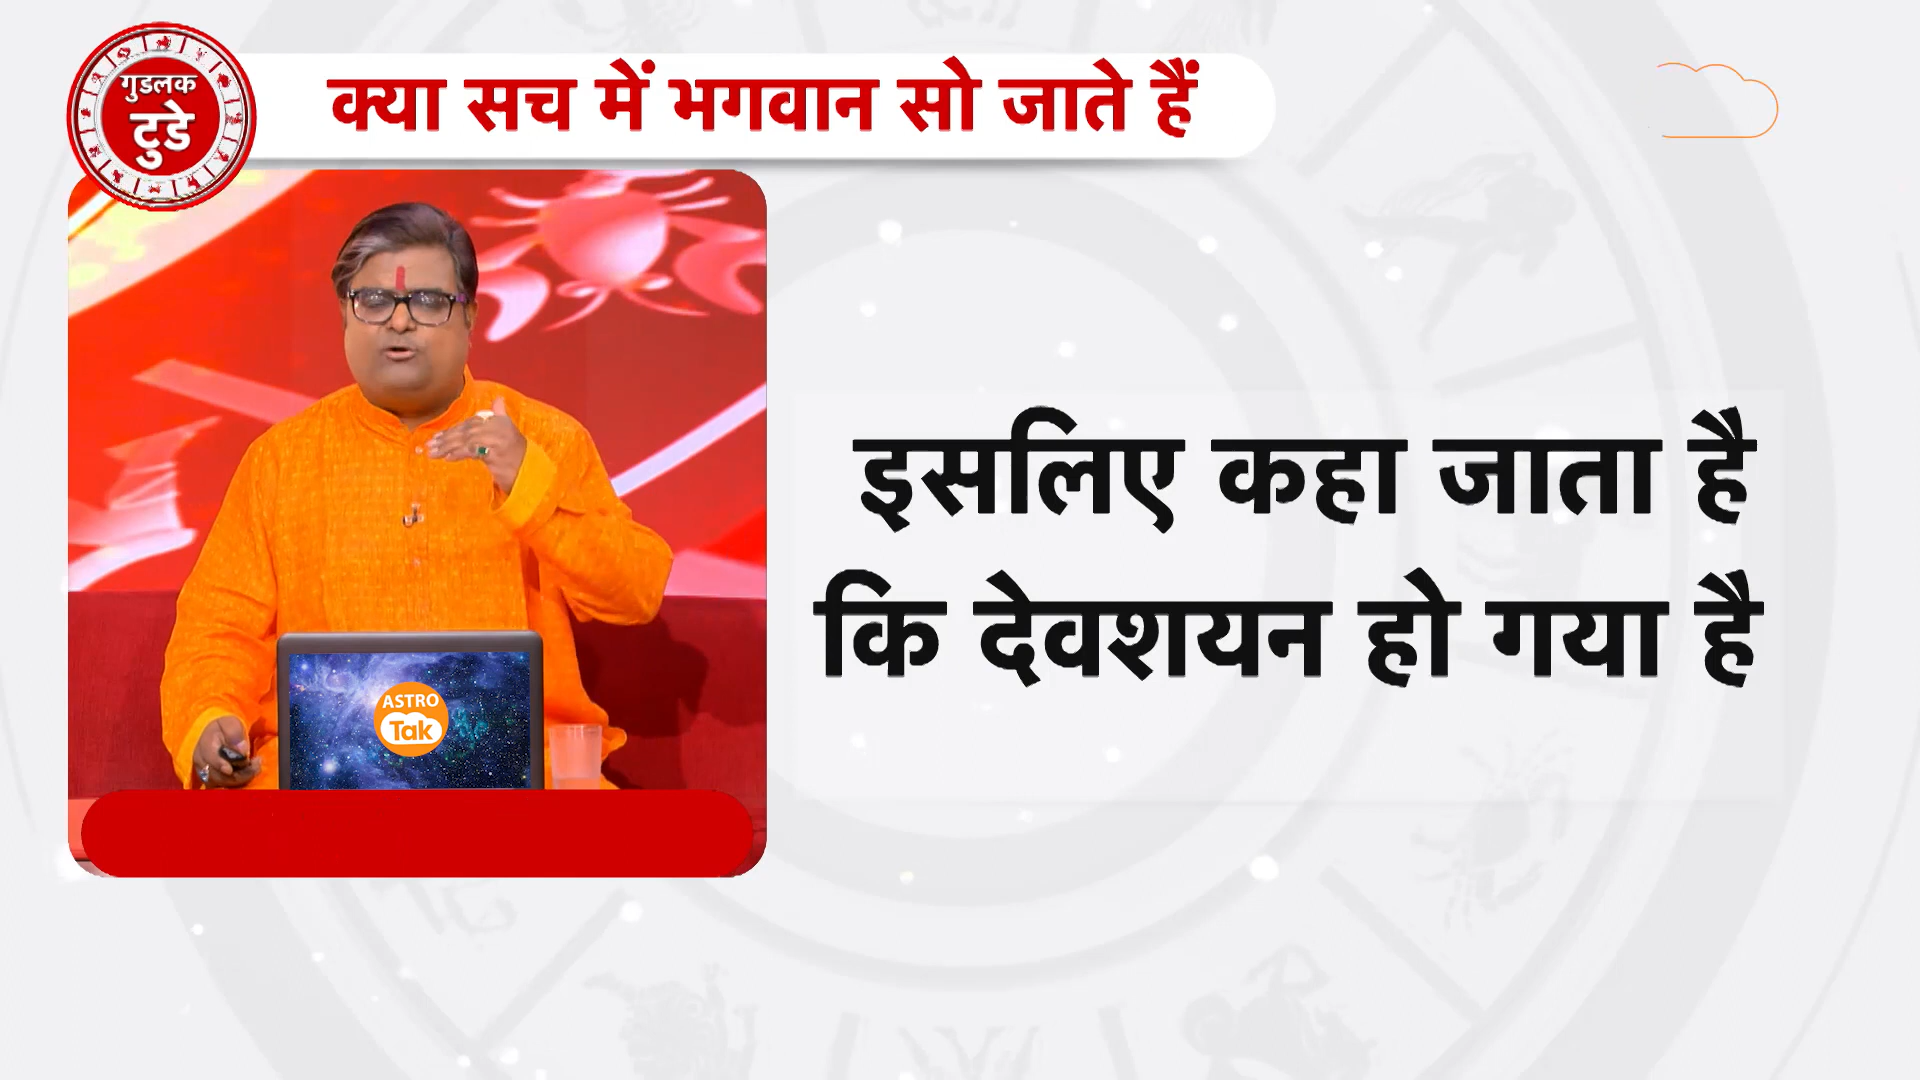 गुडलक
टुडे
क्या सच में भगवान सो जाते हैं
इसलिए कहा जाता है
कि देवशयन हो गया है
ASTRO
Tak